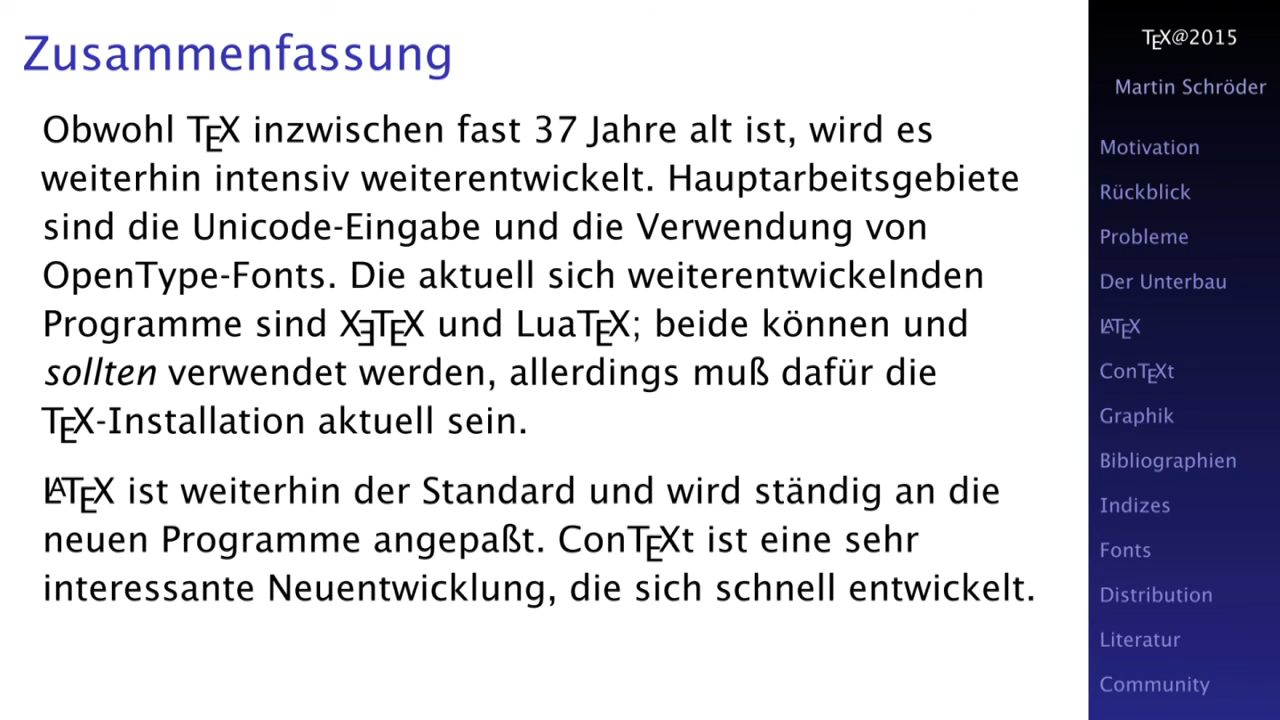 Zusammenfassung
Obwohl TEX inzwischen fast 37 Jahre alt ist, wird es
weiterhin intensiv weiterentwickelt. Hauptarbeitsgebiete
sind die Unicode-Eingabe und die Verwendung von
OpenType-Fonts. Die aktuell sich weiterentwickelnden
Programme sind XƎTEX und LuaTEX; beide können und
sollten verwendet werden, allerdings muß dafür die
TEX-Installation aktuell sein.
LATEX ist weiterhin der Standard und wird ständig an die
neuen Programme angepaßt. ConTEXt ist eine sehr
interessante Neuentwicklung, die sich schnell entwickelt.
TEX@2015
Martin Schröder
Motivation
Rückblick
Probleme
Der Unterbau
LATEX
ConTEXt
Graphik
Bibliographien
Indizes
Fonts
Distribution
Literatur
Community